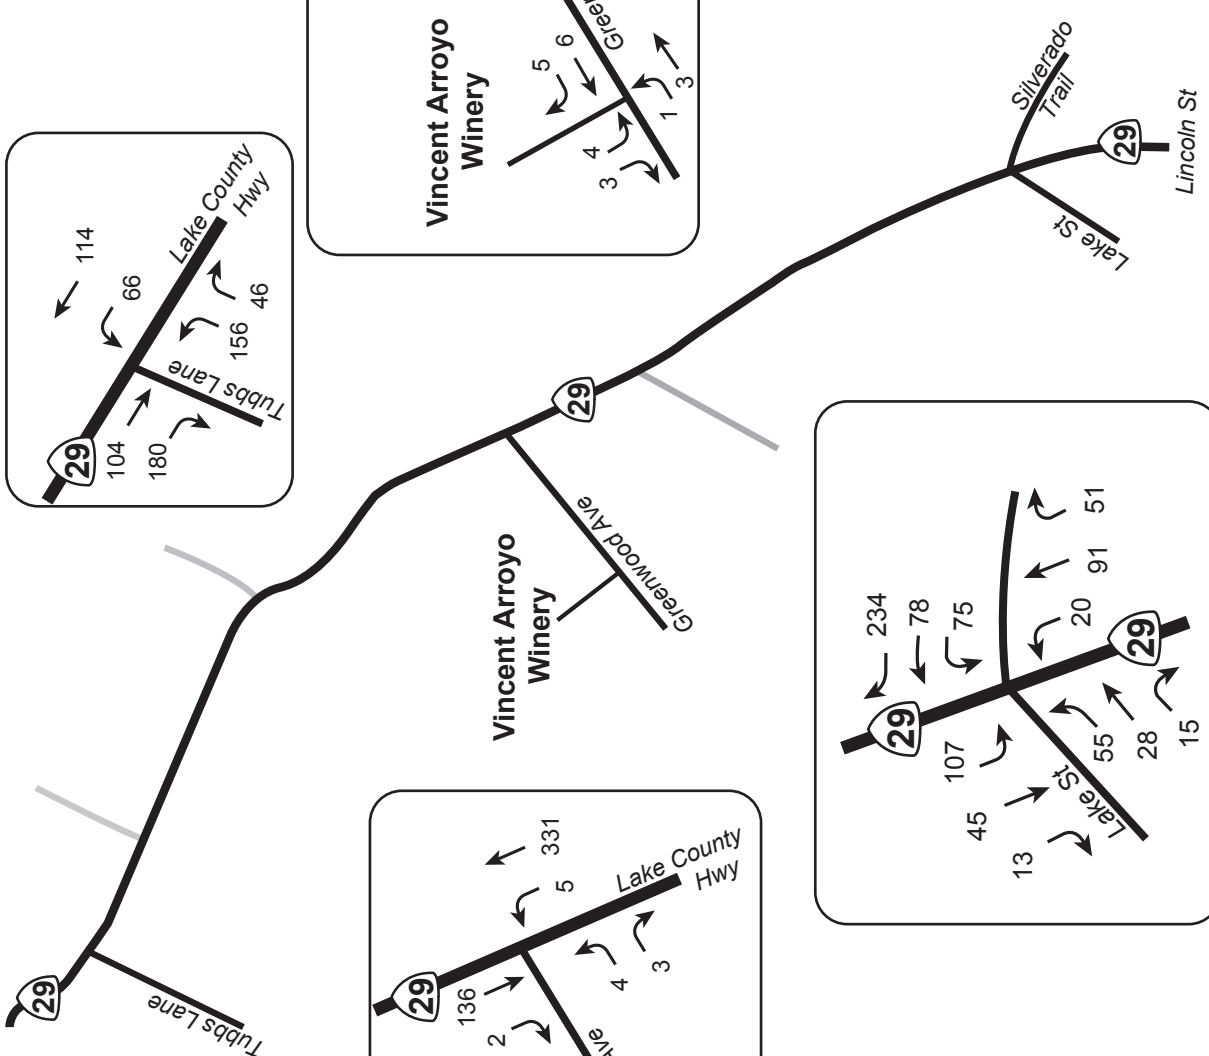 114
66
Lake County
Hwy
46
156
Tubbs Lane
29
104
180
Vincent Arroyo
Winery
5
6
4
3
1
3
Silverado
Trail
29
Lincoln St
Lake St
29
Greenwood Ave
Vincent Arroyo
Winery
29
Tubbs Lane
331
5
Lake County
Hwy
29
136
2
4
3
234
78
75
20
91
51
29
29
107
45
13
Lake St
55
28
15